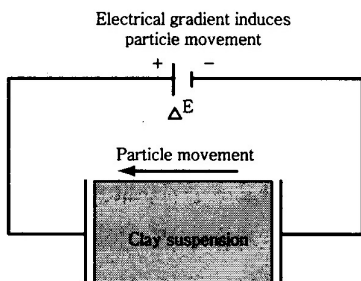 Electrical gradient induces
particle movement
+ −
ΔE
Particle movement
Clay suspension